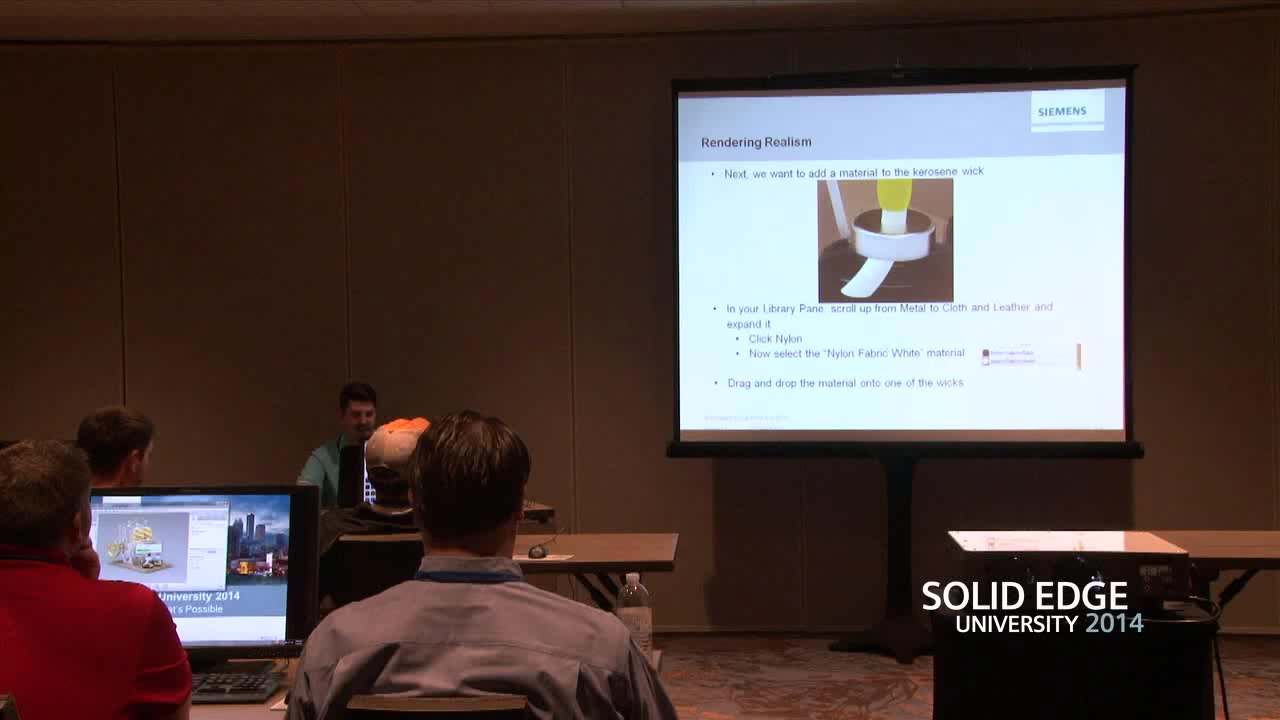 SIEMENS
Rendering Realism
• Next, we want to add a material to the kerosene wick
• In your Library Pane, scroll up from Metal to Cloth and Leather and
expand it
• Click Nylon
• Now select the "Nylon Fabric White" material
• Drag and drop the material onto one of the wicks
University 2014
at's Possible
SOLID EDGE
UNIVERSITY 2014